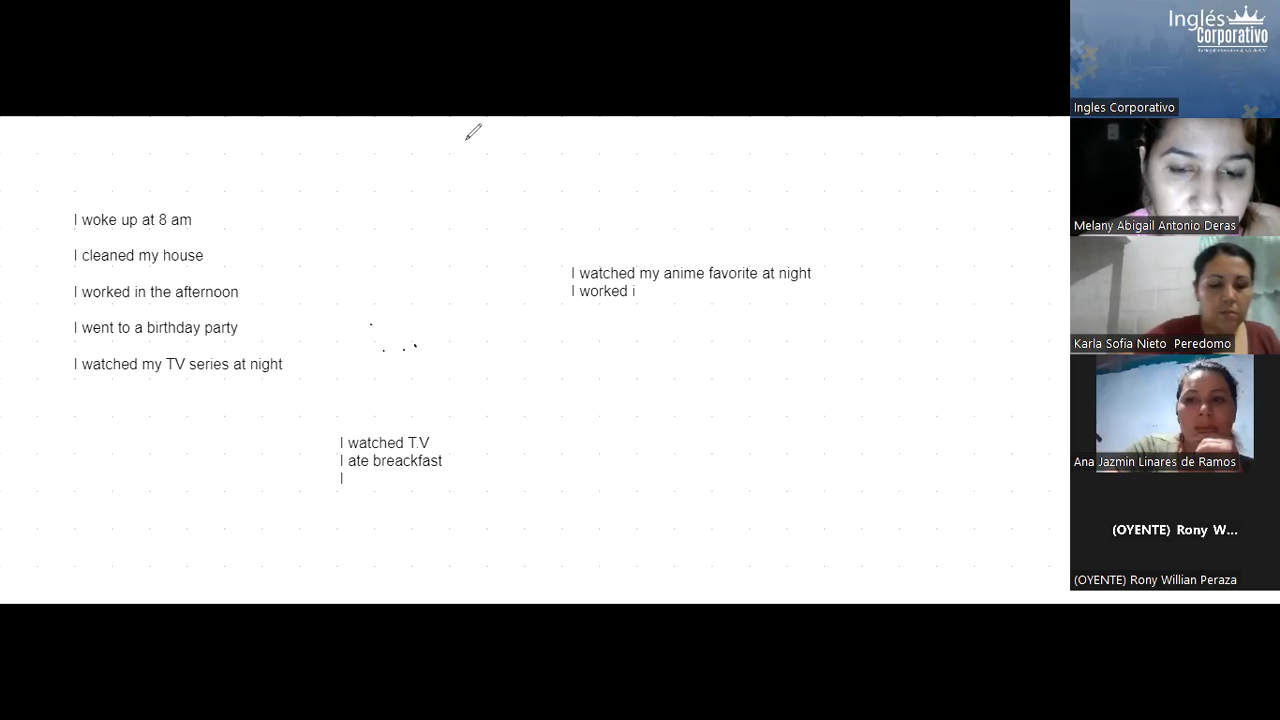 I woke up at 8 am
I cleaned my house
I worked in the afternoon
I went to a birthday party
I watched my TV series at night
I watched T.V
I ate breackfast
I
I watched my anime favorite at night
I worked i
Inglés
Corporativo
Ingles Corporativo
Melany Abigail Antonio Deras
Karla Sofia Nieto Peredomo
Ana Jazmin Linares de Ramos
(OYENTE) Rony W...
(OYENTE) Rony Willian Peraza